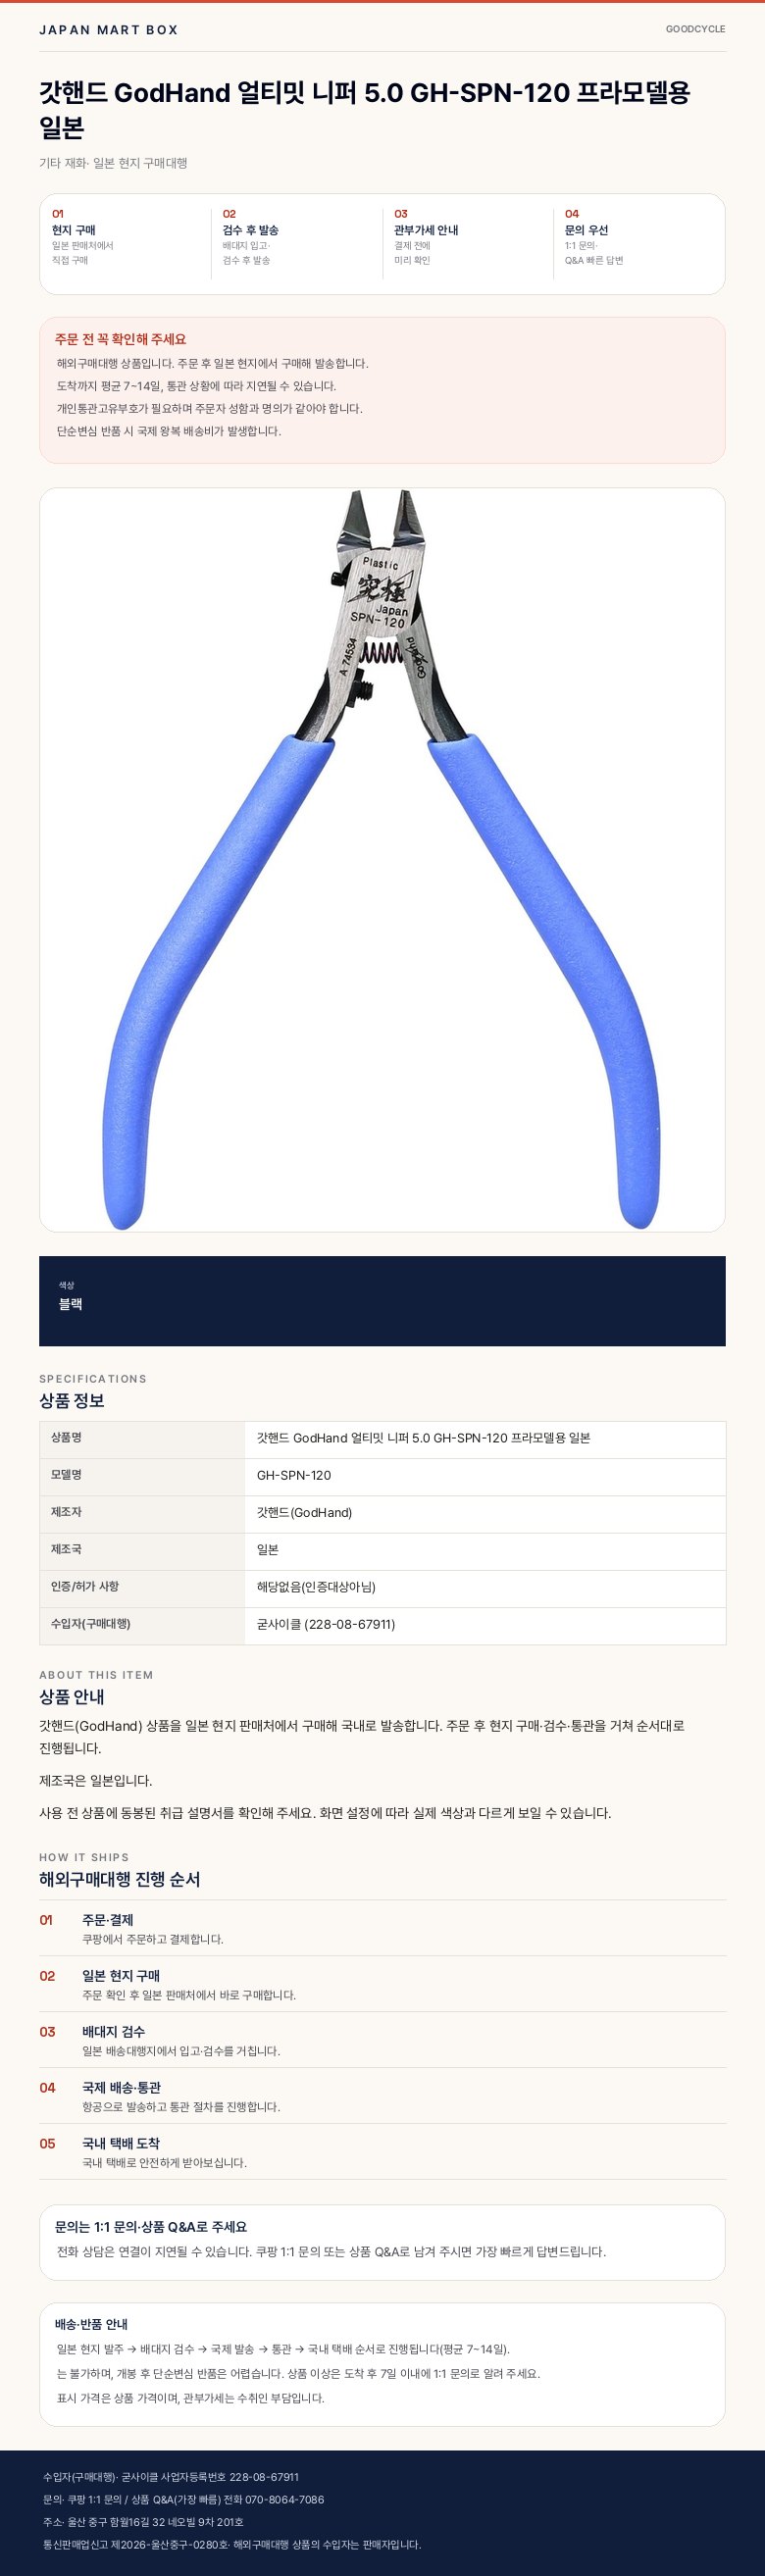 JAPAN MART BOX
GOODCYCLE
갓핸드 GodHand 얼티밋 니퍼 5.0 GH-SPN-120 프라모델용
일본
기타 재화· 일본 현지 구매대행
01
현지 구매
일본 판매처에서
직접 구매
02
검수 후 발송
배대지 입고·
검수 후 발송
03
관부가세 안내
결제 전에
미리 확인
04
문의 우선
1:1 문의·
Q&A 빠른 답변
주문 전 꼭 확인해 주세요
해외구매대행 상품입니다. 주문 후 일본 현지에서 구매해 발송합니다.
도착까지 평균 7~14일, 통관 상황에 따라 지연될 수 있습니다.
개인통관고유부호가 필요하며 주문자 성함과 명의가 같아야 합니다.
단순변심 반품 시 국제 왕복 배송비가 발생합니다.
Plastic
究極
Japan
SPN-120
A 74534
GodHand
색상
블랙
SPECIFICATIONS
상품 정보
상품명 갓핸드 GodHand 얼티밋 니퍼 5.0 GH-SPN-120 프라모델용 일본
모델명 GH-SPN-120
제조자 갓핸드(GodHand)
제조국 일본
인증/허가 사항 해당없음(인증대상아님)
수입자(구매대행) 굳사이클 (228-08-67911)
ABOUT THIS ITEM
상품 안내
갓핸드(GodHand) 상품을 일본 현지 판매처에서 구매해 국내로 발송합니다. 주문 후 현지 구매·검수·통관을 거쳐 순서대로
진행됩니다.
제조국은 일본입니다.
사용 전 상품에 동봉된 취급 설명서를 확인해 주세요. 화면 설정에 따라 실제 색상과 다르게 보일 수 있습니다.
HOW IT SHIPS
해외구매대행 진행 순서
01 주문·결제
쿠팡에서 주문하고 결제합니다.
02 일본 현지 구매
주문 확인 후 일본 판매처에서 바로 구매합니다.
03 배대지 검수
일본 배송대행지에서 입고·검수를 거칩니다.
04 국제 배송·통관
항공으로 발송하고 통관 절차를 진행합니다.
05 국내 택배 도착
국내 택배로 안전하게 받아보십니다.
문의는 1:1 문의·상품 Q&A로 주세요
전화 상담은 연결이 지연될 수 있습니다. 쿠팡 1:1 문의 또는 상품 Q&A로 남겨 주시면 가장 빠르게 답변드립니다.
배송·반품 안내
일본 현지 발주 → 배대지 검수 → 국제 발송 → 통관 → 국내 택배 순서로 진행됩니다(평균 7~14일).
는 불가하며, 개봉 후 단순변심 반품은 어렵습니다. 상품 이상은 도착 후 7일 이내에 1:1 문의로 알려 주세요.
표시 가격은 상품 가격이며, 관부가세는 수취인 부담입니다.
수입자(구매대행)· 굳사이클 사업자등록번호 228-08-67911
문의· 쿠팡 1:1 문의 / 상품 Q&A(가장 빠름) 전화 070-8064-7086
주소· 울산 중구 함월16길 32 네오빌 9차 201호
통신판매업신고 제2026-울산중구-0280호· 해외구매대행 상품의 수입자는 판매자입니다.